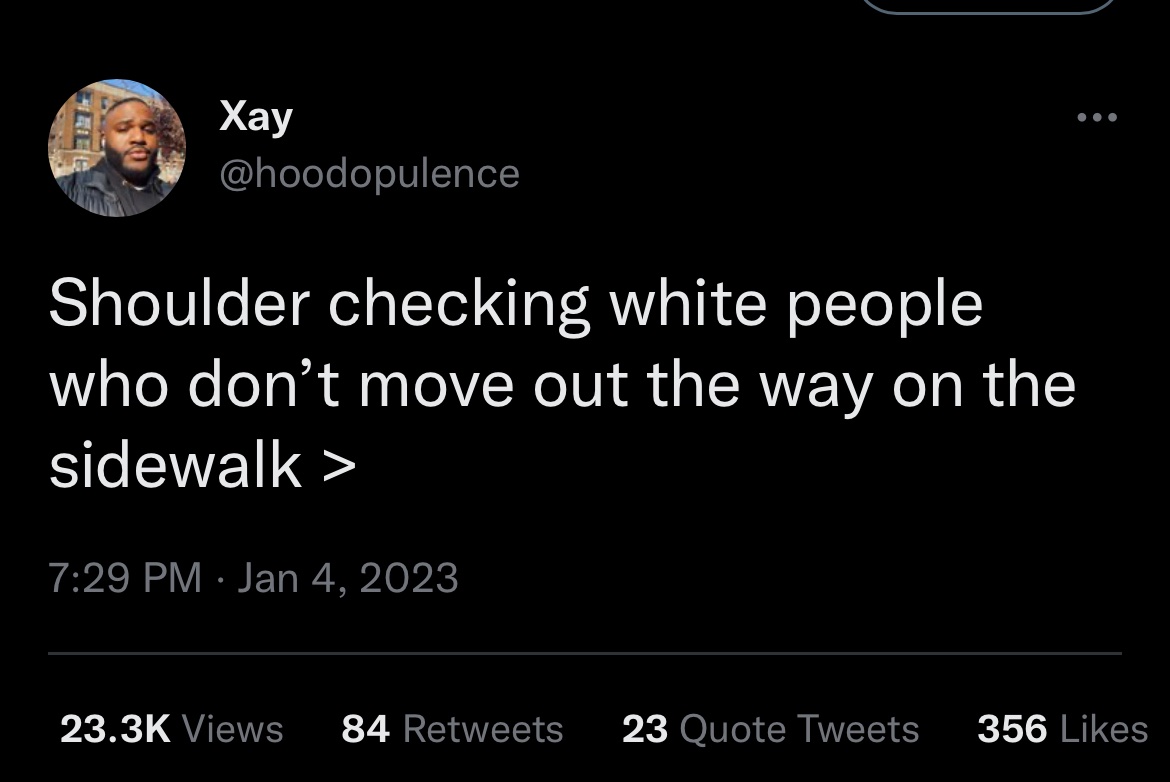 Xay
@hoodopulence
Shoulder checking white people
who don’t move out the way on the
sidewalk >
7:29 PM · Jan 4, 2023
23.3K Views 84 Retweets 23 Quote Tweets 356 Likes